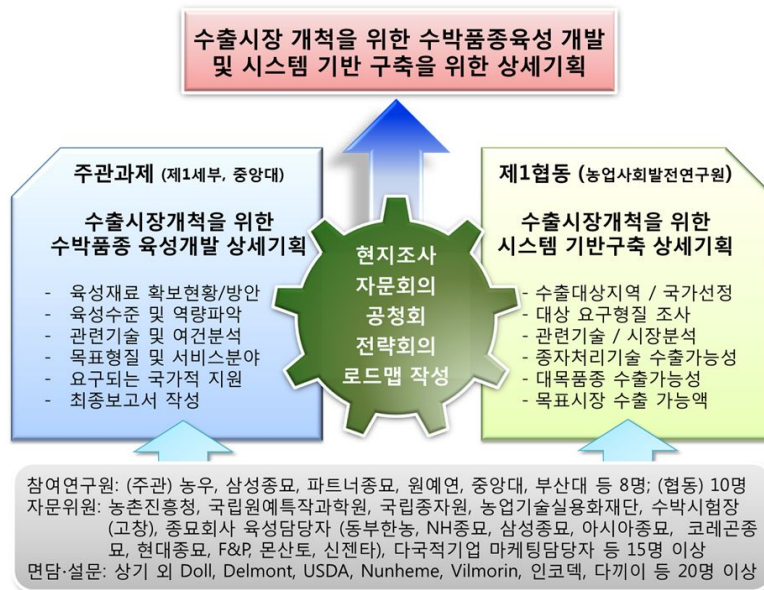 수출시장 개척을 위한 수박품종육성 개발
및 시스템 기반 구축을 위한 상세기획
주관과제 (제1세부, 중앙대)
수출시장개척을 위한
수박품종 육성개발 상세기획
- 육성재료 확보현황/방안
- 육성수준 및 역량파악
- 관련기술 및 여건분석
- 목표형질 및 서비스분야
- 요구되는 국가적 지원
- 최종보고서 작성
현지조사
자문회의
공청회
전략회의
로드맵 작성
제1협동 (농업사회발전연구원)
수출시장개척을 위한
시스템 기반구축 상세기획
- 수출대상지역 / 국가선정
- 대상 요구형질 조사
- 관련기술 / 시장분석
- 종자처리기술 수출가능성
- 대목품종 수출가능성
- 목표시장 수출 가능액
참여연구원: (주관) 농우, 삼성종묘, 파트너종묘, 원예연, 중앙대, 부산대 등 8명; (협동) 10명
자문위원: 농촌진흥청, 국립원예특작과학원, 국립종자원, 농업기술실용화재단, 수박시험장
(고창), 종묘회사 육성담당자 (동부한농, NH종묘, 삼성종묘, 아시아종묘, 코레곤종
묘, 현대종묘, F&P, 몬산토, 신젠타), 다국적기업 마케팅담당자 등 15명 이상
면담·설문: 상기 외 Doll, Delmont, USDA, Nunheme, Vilmorin, 인코덱, 다끼이 등 20명 이상